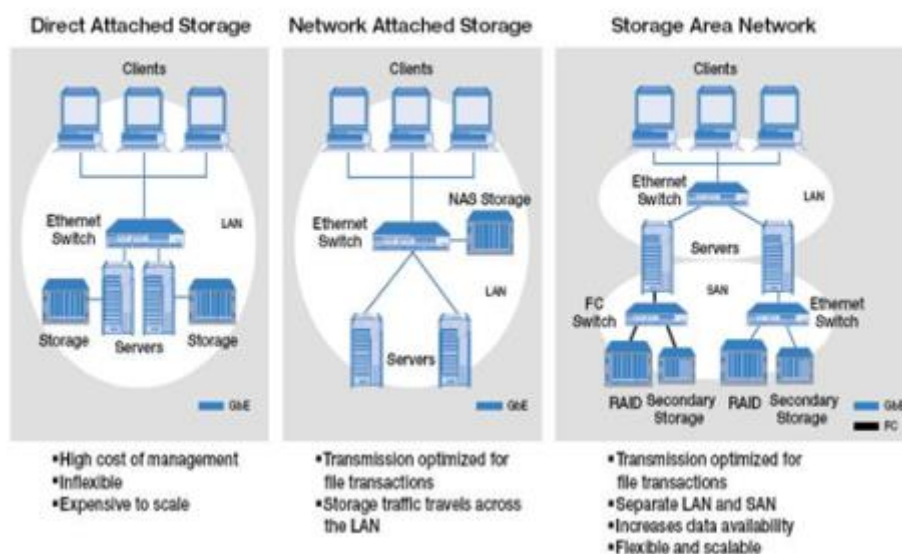 Direct Attached Storage
Clients
Ethernet
Switch
LAN
Storage
Servers
Storage
GbE
▪High cost of management
▪Inflexible
▪Expensive to scale
Network Attached Storage
Clients
NAS Storage
Ethernet
Switch
LAN
Servers
GbE
▪Transmission optimized for
file transactions
▪Storage traffic travels across
the LAN
Storage Area Network
Clients
Ethernet
Switch
LAN
Servers
SAN
FC
Switch
Ethernet
Switch
RAID
Secondary
Storage
RAID
Secondary
Storage
GbE
FC
▪Transmission optimized for
file transactions
▪Separate LAN and SAN
▪Increases data availability
▪Flexible and scalable